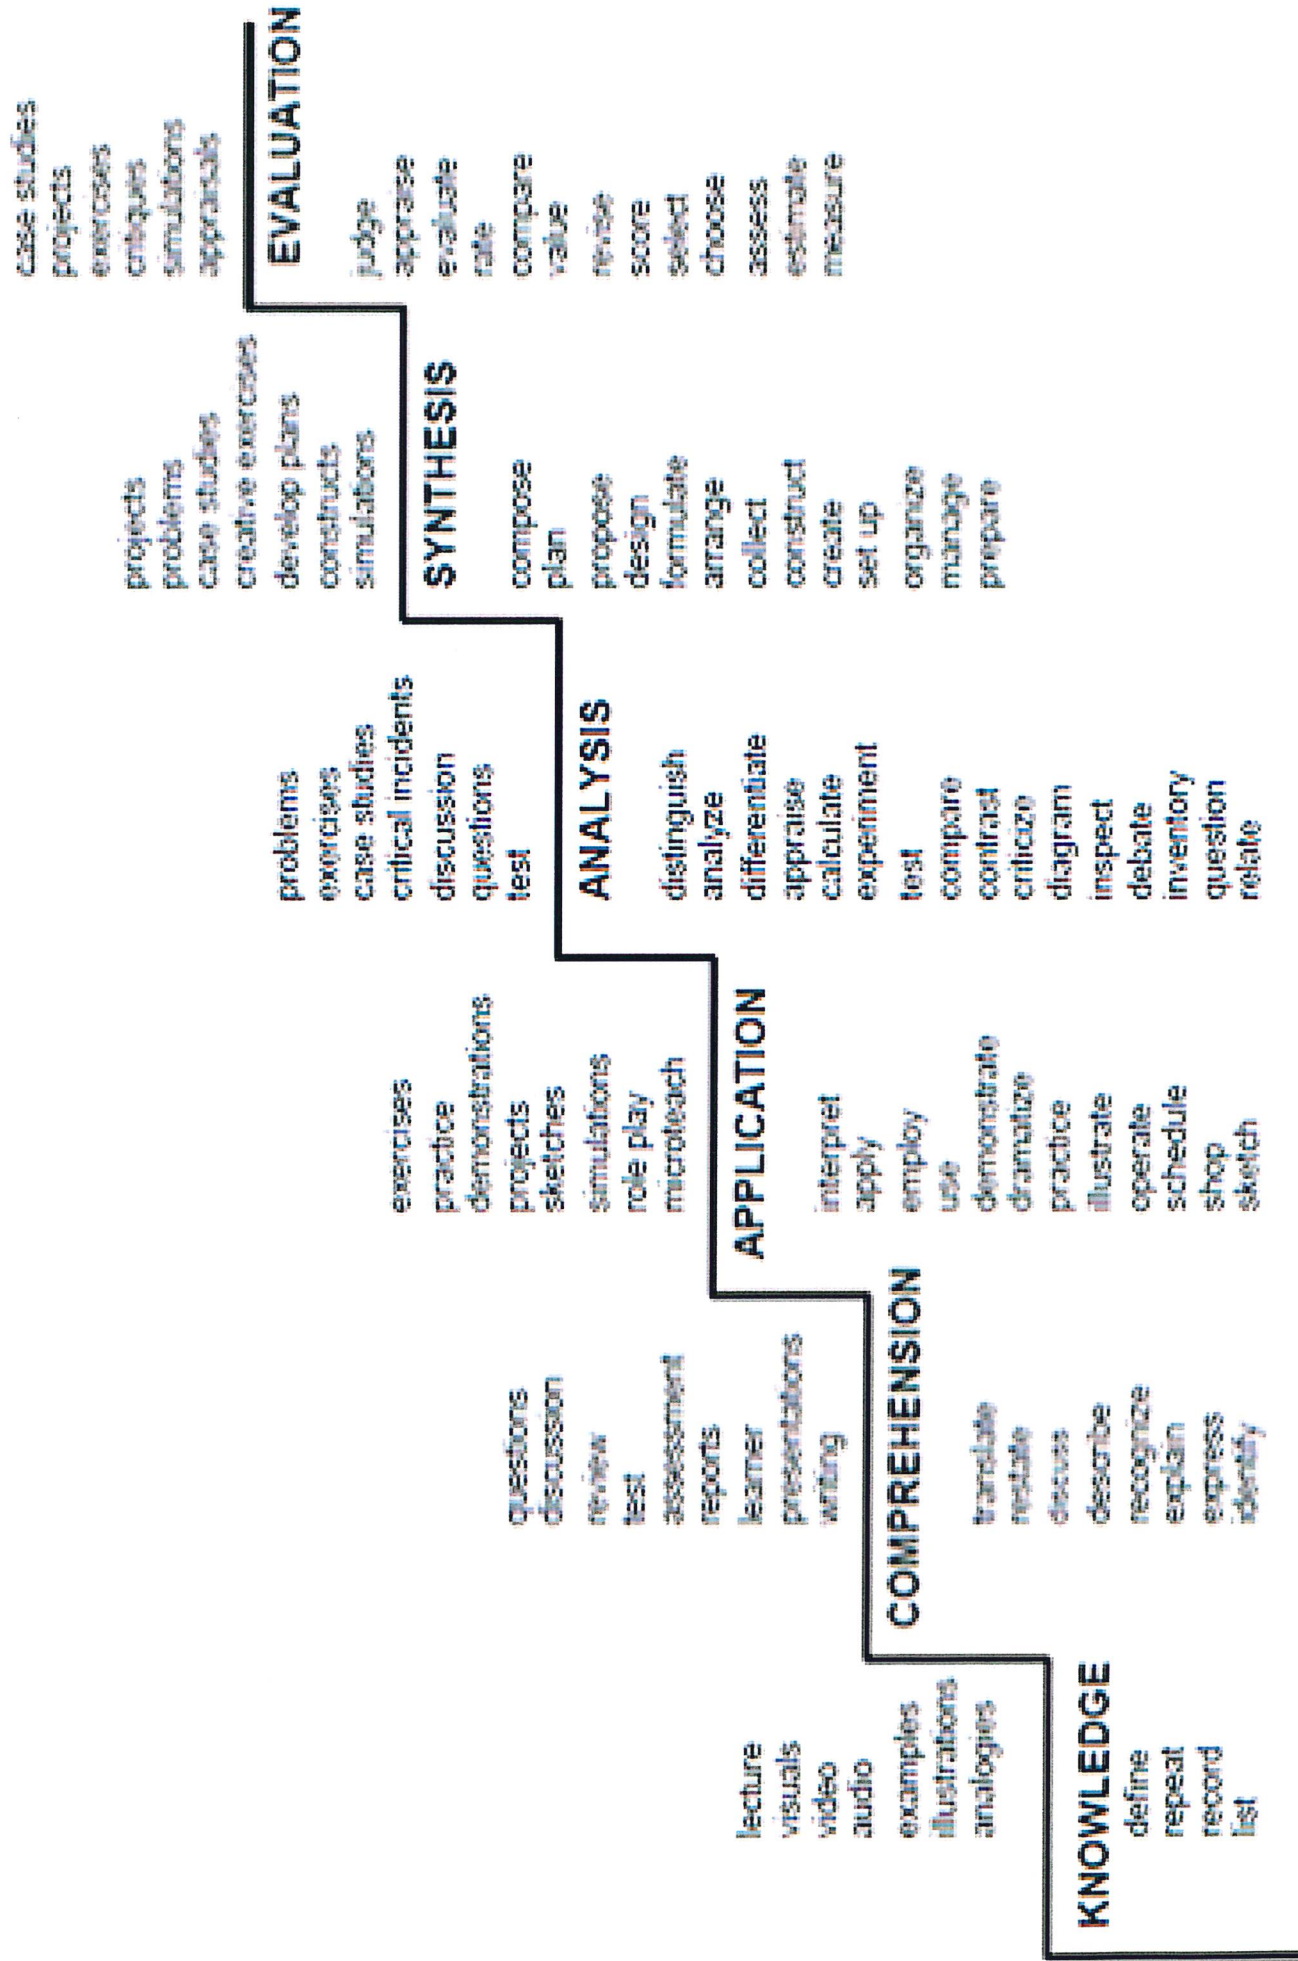 lecture
visuals
video
audio
examples
illustrations
analogies
KNOWLEDGE
define
repeat
record
list
questions
discussion
review
test
assessment
reports
learner
presentations
writing
COMPREHENSION
translate
restate
discuss
describe
recognize
explain
express
identify
exercises
practice
demonstrations
projects
sketches
simulations
role play
microteach
APPLICATION
interpret
apply
employ
use
demonstrate
dramatize
practice
illustrate
operate
schedule
shop
sketch
problems
exercises
case studies
critical incidents
discussion
questions
test
ANALYSIS
distinguish
analyze
differentiate
appraise
calculate
experiment
test
compare
contrast
criticize
diagram
inspect
debate
inventory
question
relate
projects
problems
case studies
creative exercises
develop plans
constructs
simulations
SYNTHESIS
compose
plan
propose
design
formulate
arrange
collect
construct
create
set up
organize
manage
prepare
case studies
projects
exercises
critiques
simulations
appraisals
EVALUATION
judge
appraise
evaluate
rate
compare
value
revise
score
select
choose
assess
estimate
measure